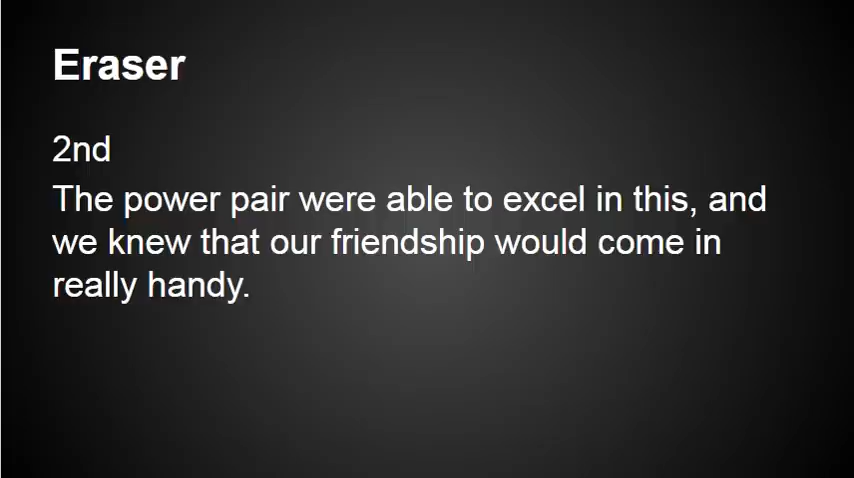 Eraser
2nd
The power pair were able to excel in this, and
we knew that our friendship would come in
really handy.